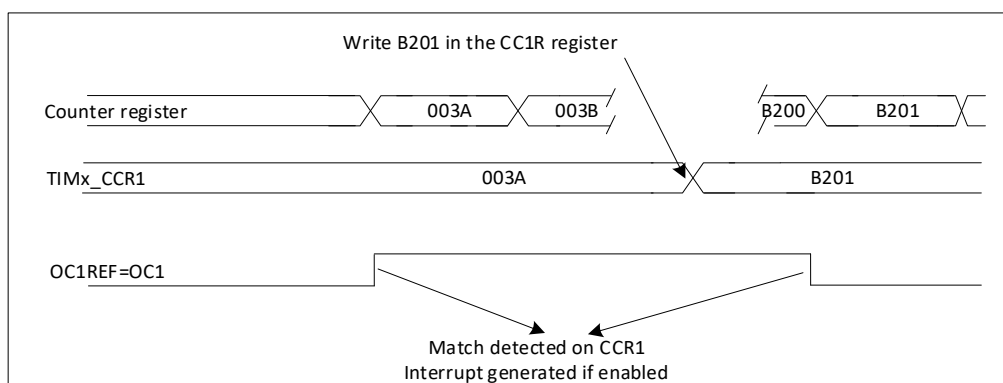 Write B201 in the CC1R register
Counter register 003A 003B B200 B201
TIMx_CCR1 003A B201
OC1REF=OC1
Match detected on CCR1
Interrupt generated if enabled